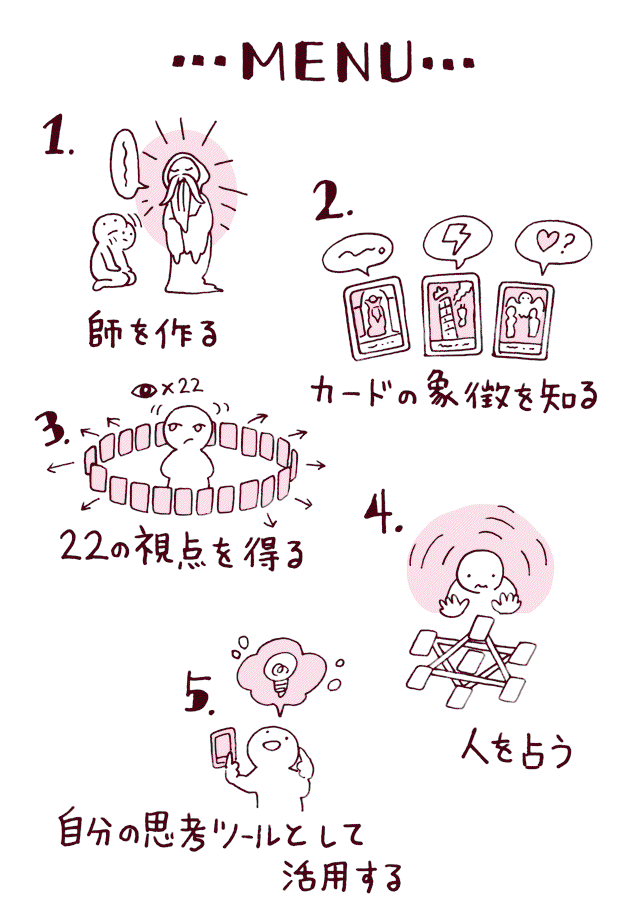 …MENU…
1.
師を作る
2.
?
カードの象徴を知る
3.
×22
22の視点を得る
4.
人を占う
5.
自分の思考ツールとして
活用する